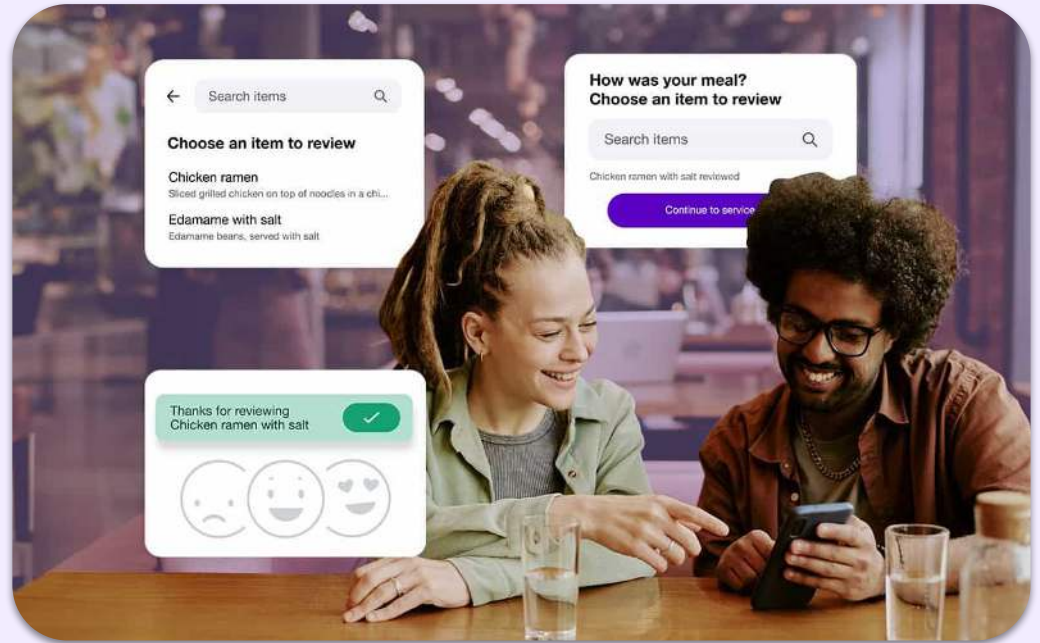 Search items
Choose an item to review
Chicken ramen
Sliced grilled chicken on top of noodles in a chi...
Edamame with salt
Edamame beans, served with salt
How was your meal?
Choose an item to review
Search items
Chicken ramen with salt reviewed
Continue to service
Thanks for reviewing
Chicken ramen with salt